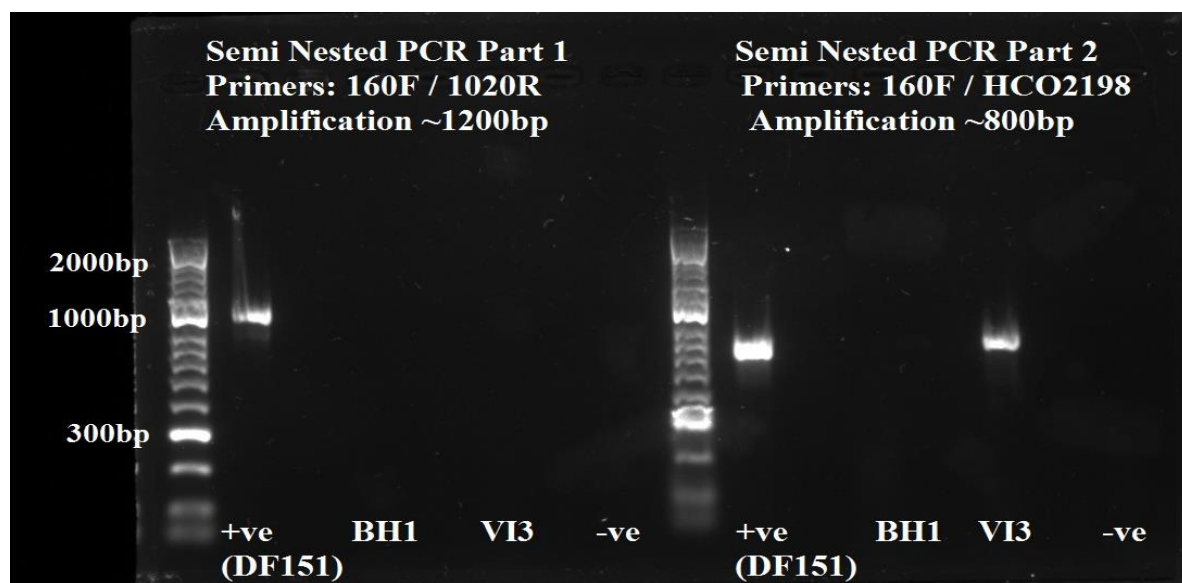 Semi Nested PCR Part 1
Primers: 160F / 1020R
Amplification ~1200bp
Semi Nested PCR Part 2
Primers: 160F / HCO2198
Amplification ~800bp
2000bp
1000bp
300bp
+ve BH1 VI3 -ve +ve BH1 VI3 -ve
(DF151) (DF151)